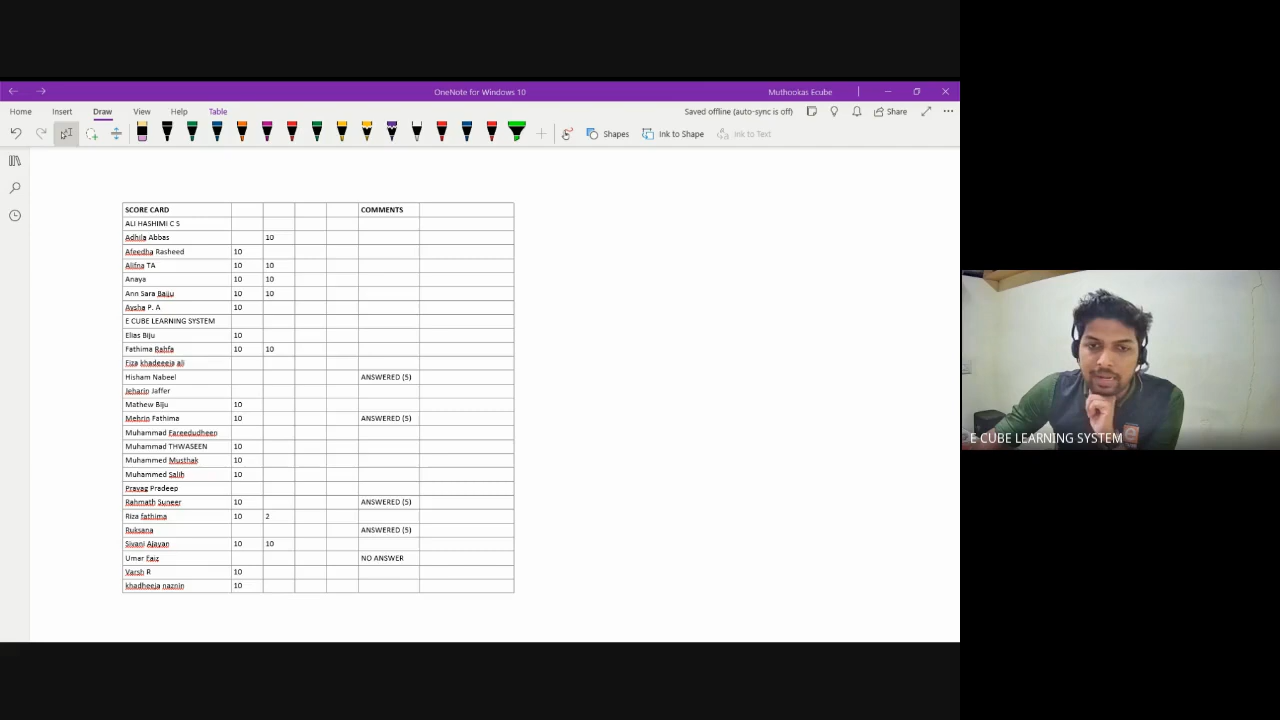 OneNote for Windows 10
Muthookas Ecube
Home Insert Draw View Help Table
Saved offline (auto-sync is off)
Share
Shapes
Ink to Shape
Ink to Text
SCORE CARD COMMENTS
ALI HASHIMI C S
Adhila Abbas 10
Afeedha Rasheed 10
Alifna TA 10 10
Anaya 10 10
Ann Sara Baiju 10 10
Aysha P. A 10
E CUBE LEARNING SYSTEM
Elias Biju 10
Fathima Rahfa 10 10
Fiza khadeeeja ali
Hisham Nabeel ANSWERED (5)
Jeharin Jaffer
Mathew Biju 10
Mehrin Fathima 10 ANSWERED (5)
Muhammad Fareedudheen
Muhammad THWASEEN 10
Muhammed Musthak 10
Muhammed Salih 10
Prayag Pradeep
Rahmath Suneer 10 ANSWERED (5)
Riza fathima 10 2
Ruksana ANSWERED (5)
Sivani Ajayan 10 10
Umar Faiz NO ANSWER
Varsh R 10
khadheeja naznin 10
E CUBE LEARNING SYSTEM